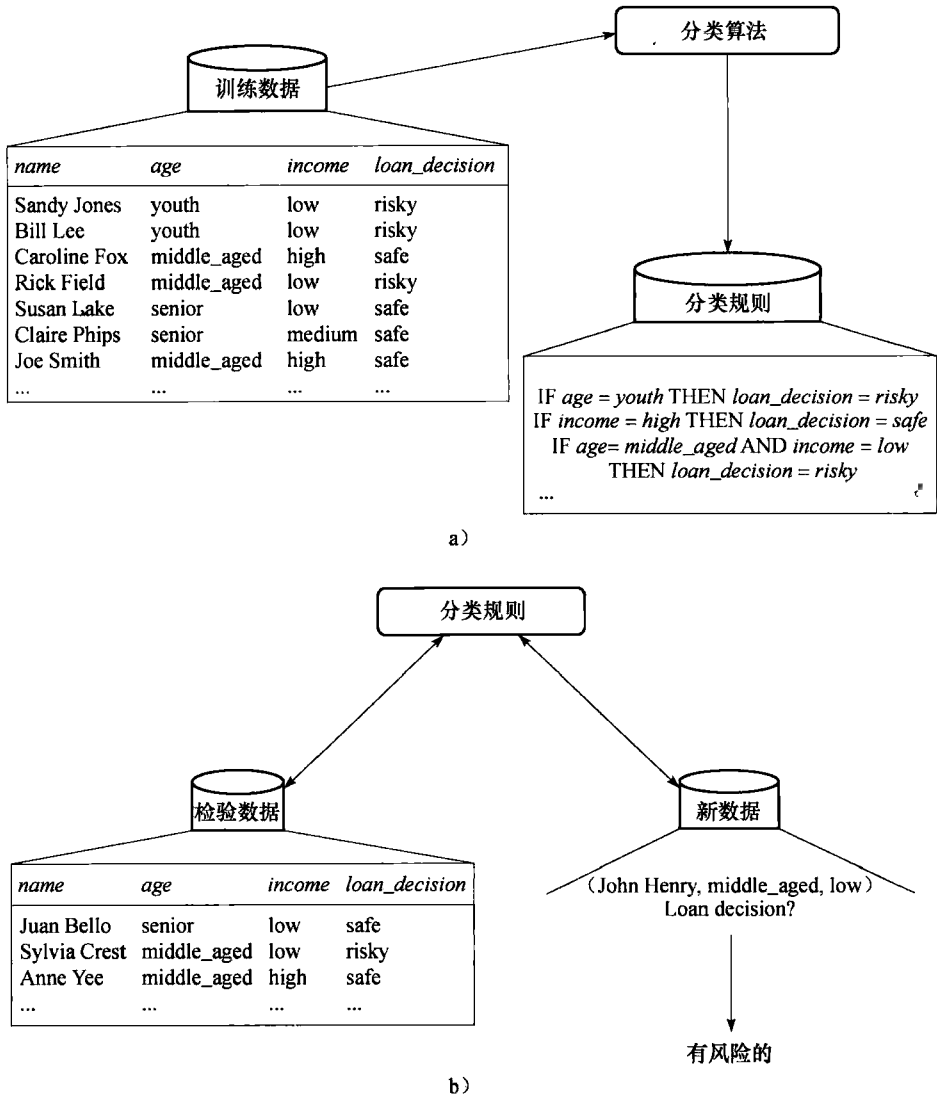 分类算法
训练数据
name age income loan_decision
Sandy Jones youth low risky
Bill Lee youth low risky
Caroline Fox middle_aged high safe
Rick Field middle_aged low risky
Susan Lake senior low safe
Claire Phips senior medium safe
Joe Smith middle_aged high safe
... ... ... ...
分类规则
IF age = youth THEN loan_decision = risky
IF income = high THEN loan_decision = safe
IF age= middle_aged AND income = low
THEN loan_decision = risky
...
a）
分类规则
检验数据
name age income loan_decision
Juan Bello senior low safe
Sylvia Crest middle_aged low risky
Anne Yee middle_aged high safe
... ... ... ...
新数据
（John Henry, middle_aged, low）
Loan decision?
有风险的
b）